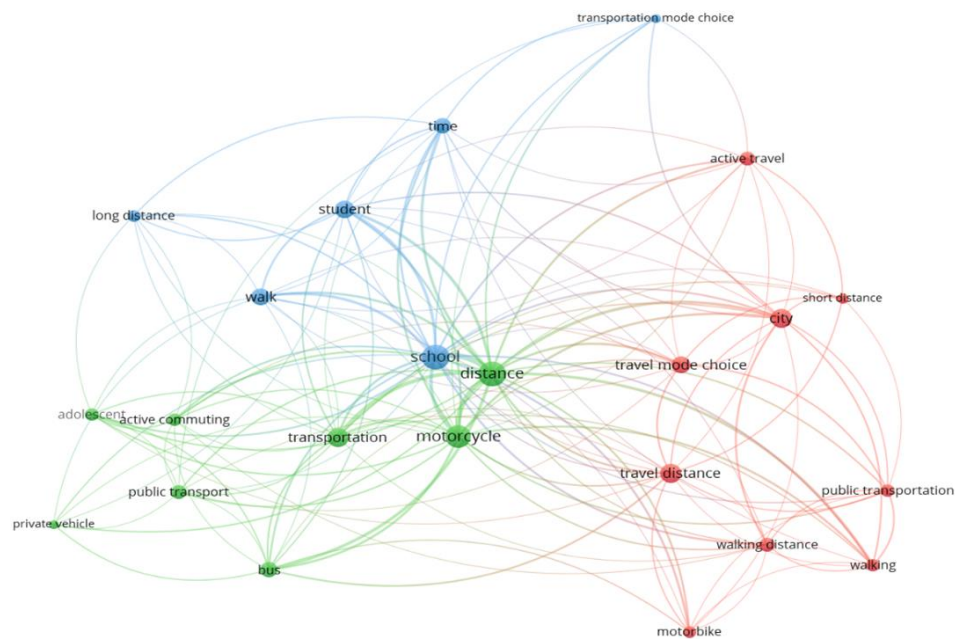 transportation mode choice
time
active travel
student
long distance
walk
short distance
city
school
travel mode choice
distance
adolescent
active commuting
transportation
motorcycle
travel distance
public transport
public transportation
private vehicle
walking distance
bus
walking
motorbike